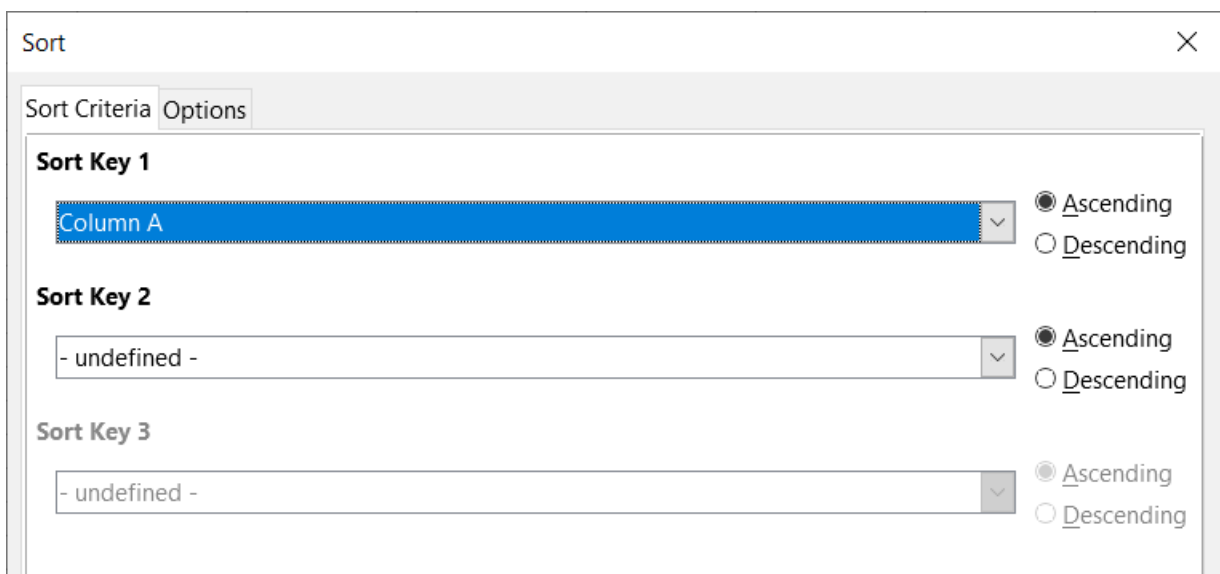 Sort
Sort Criteria Options
Sort Key 1
Column A
Ascending
Descending
Sort Key 2
- undefined -
Ascending
Descending
Sort Key 3
- undefined -
Ascending
Descending